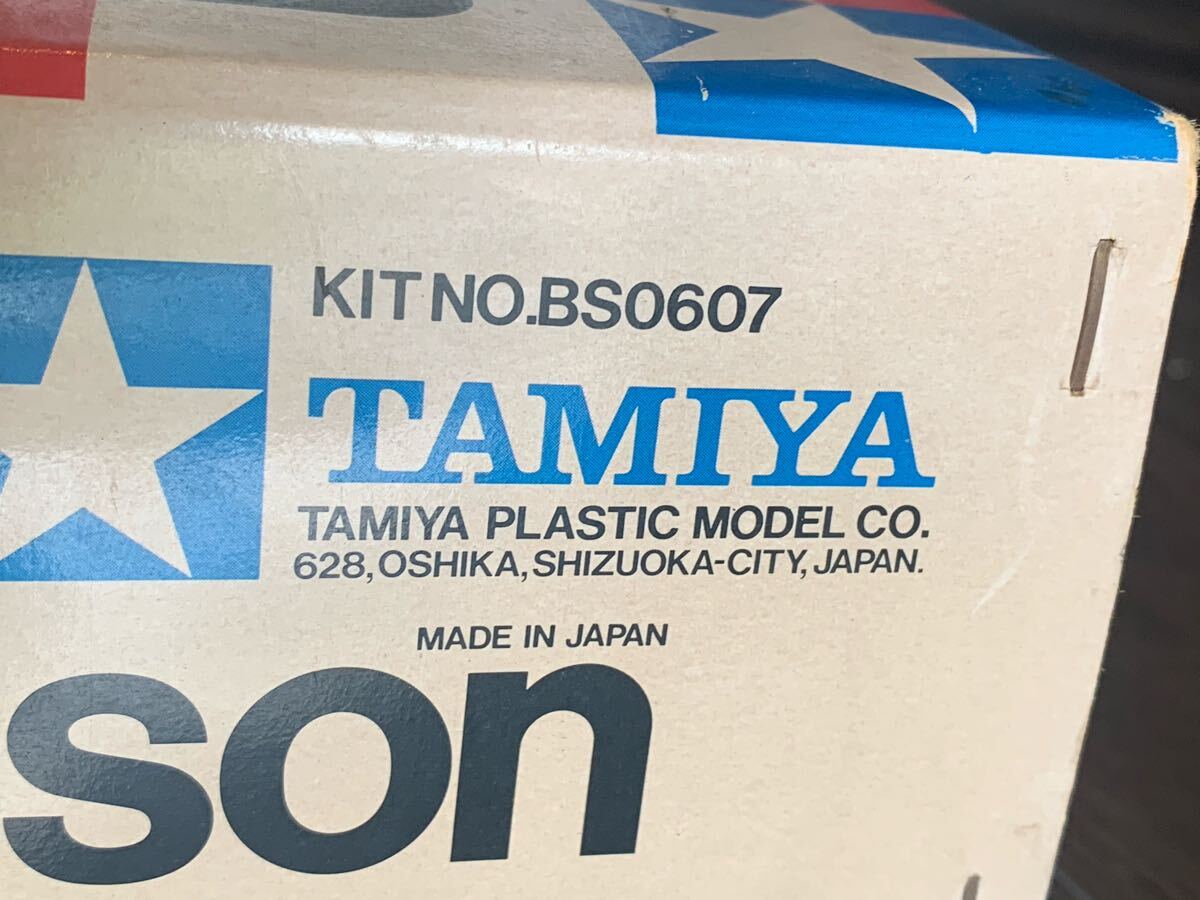 KIT NO.BS0607
TAMIYA
TAMIYA PLASTIC MODEL CO.
628, OSHIKA, SHIZUOKA-CITY, JAPAN.
MADE IN JAPAN
son